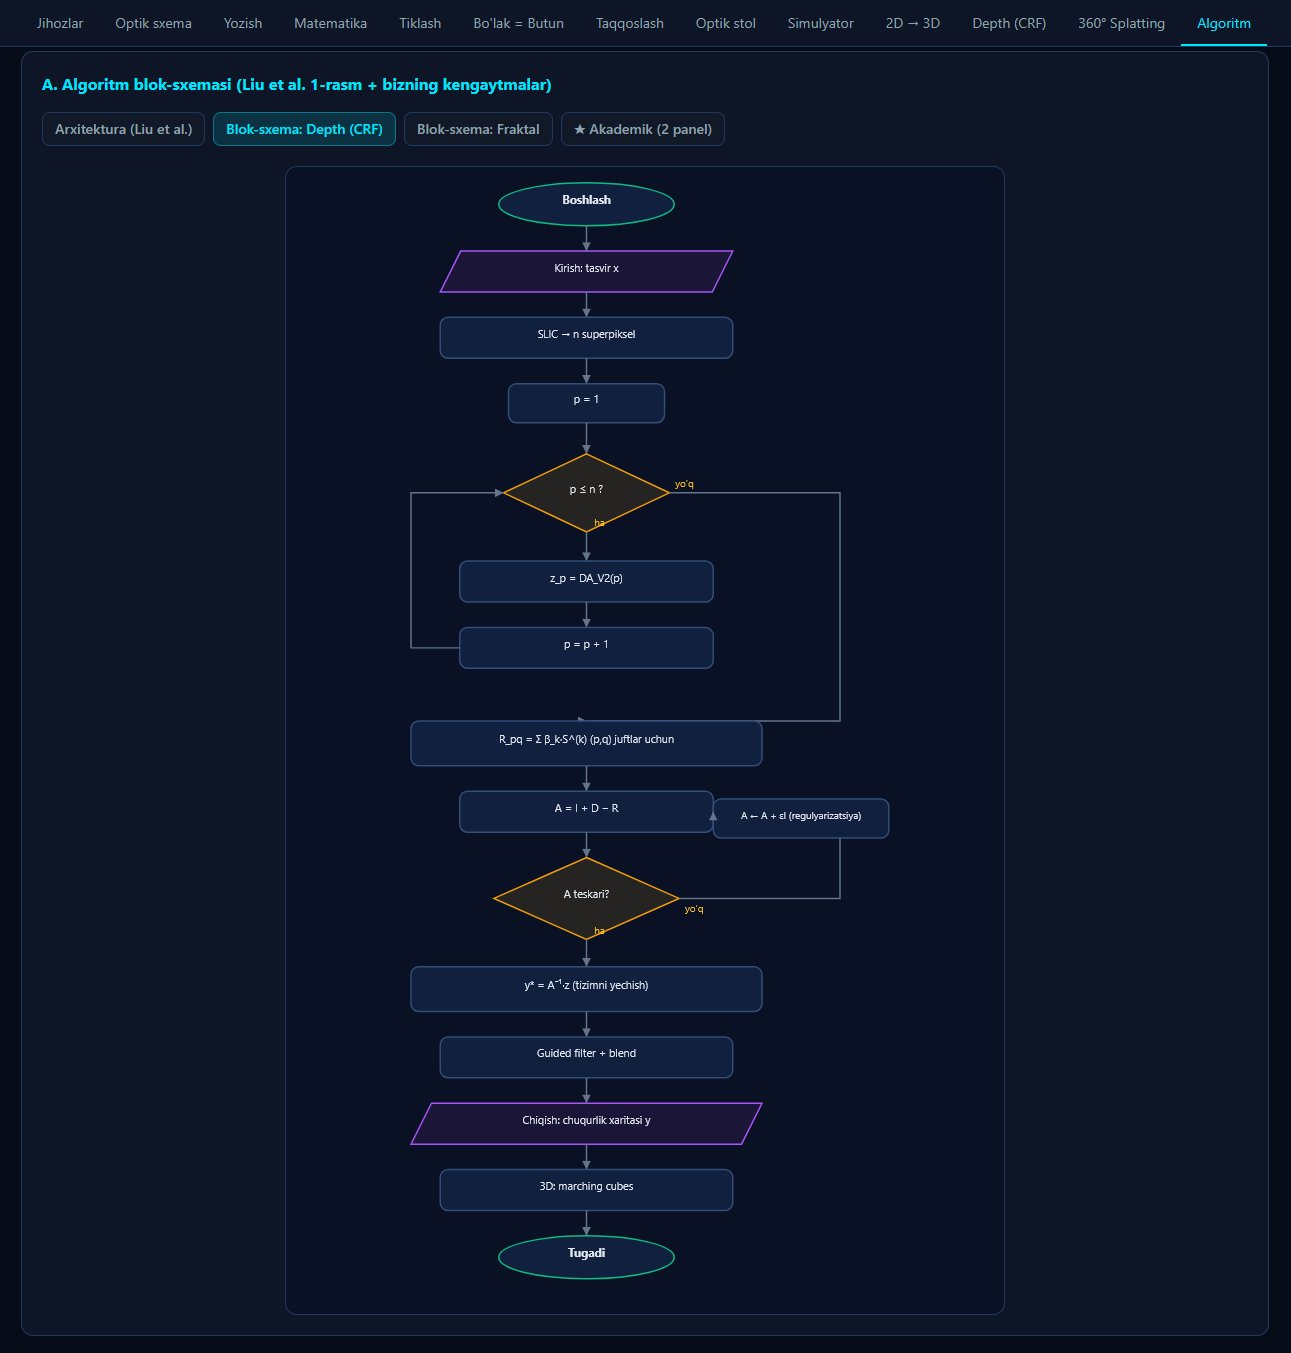 Jihozlar Optik sxema Yozish Matematika Tiklash Bo'lak = Butun Taqqoslash Optik stol Simulyator 2D → 3D Depth (CRF) 360° Splatting Algoritm
A. Algoritm blok-sxemasi (Liu et al. 1-rasm + bizning kengaytmalar)
Arxitektura (Liu et al.) Blok-sxema: Depth (CRF) Blok-sxema: Fraktal ★ Akademik (2 panel)
Boshlash
Kirish: tasvir x
SLIC → n superpiksel
p = 1
p ≤ n ?
yo'q
ha
z_p = DA_V2(p)
p = p + 1
R_pq = Σ β_k·S^(k) (p,q) juftlar uchun
A = I + D − R
A ← A + εI (regulyarizatsiya)
A teskari?
yo'q
ha
y* = A⁻¹·z (tizimni yechish)
Guided filter + blend
Chiqish: chuqurlik xaritasi y
3D: marching cubes
Tugadi